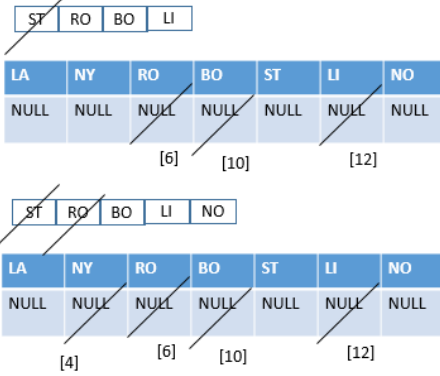 ST RO BO LI
LA NY RO BO ST LI NO
NULL NULL NULL NULL NULL NULL NULL
[6] [10] [12]
ST RO BO LI NO
LA NY RO BO ST LI NO
NULL NULL NULL NULL NULL NULL NULL
[4] [6] [10] [12]